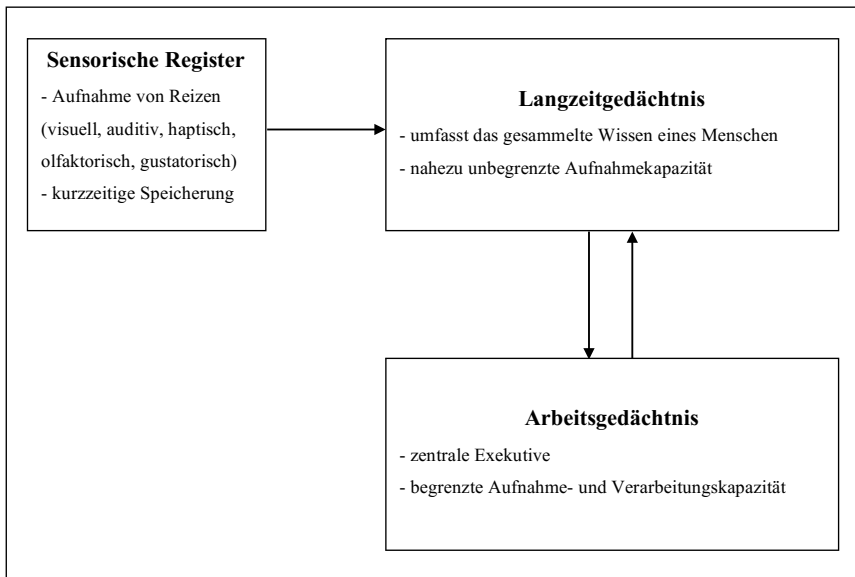 Sensorische Register
- Aufnahme von Reizen
(visuell, auditiv, haptisch,
olfaktorisch, gustatorisch)
- kurzzeitige Speicherung
Langzeitgedächtnis
- umfasst das gesammelte Wissen eines Menschen
- nahezu unbegrenzte Aufnahmekapazität
Arbeitsgedächtnis
- zentrale Exekutive
- begrenzte Aufnahme- und Verarbeitungskapazität